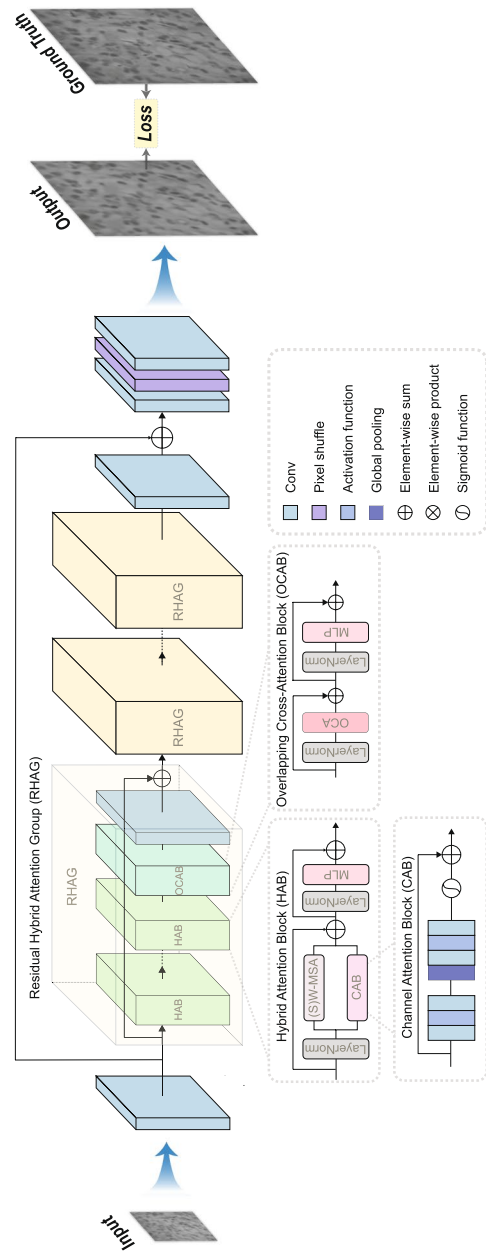 Input
Residual Hybrid Attention Group (RHAG)
RHAG
HAB
HAB
OCAB
RHAG
RHAG
Output
Loss
Ground Truth
Hybrid Attention Block (HAB)
LayerNorm
(S)W-MSA
CAB
LayerNorm
MLP
Overlapping Cross-Attention Block (OCAB)
LayerNorm
OCA
LayerNorm
MLP
Channel Attention Block (CAB)
Conv
Pixel shuffle
Activation function
Global pooling
Element-wise sum
Element-wise product
Sigmoid function